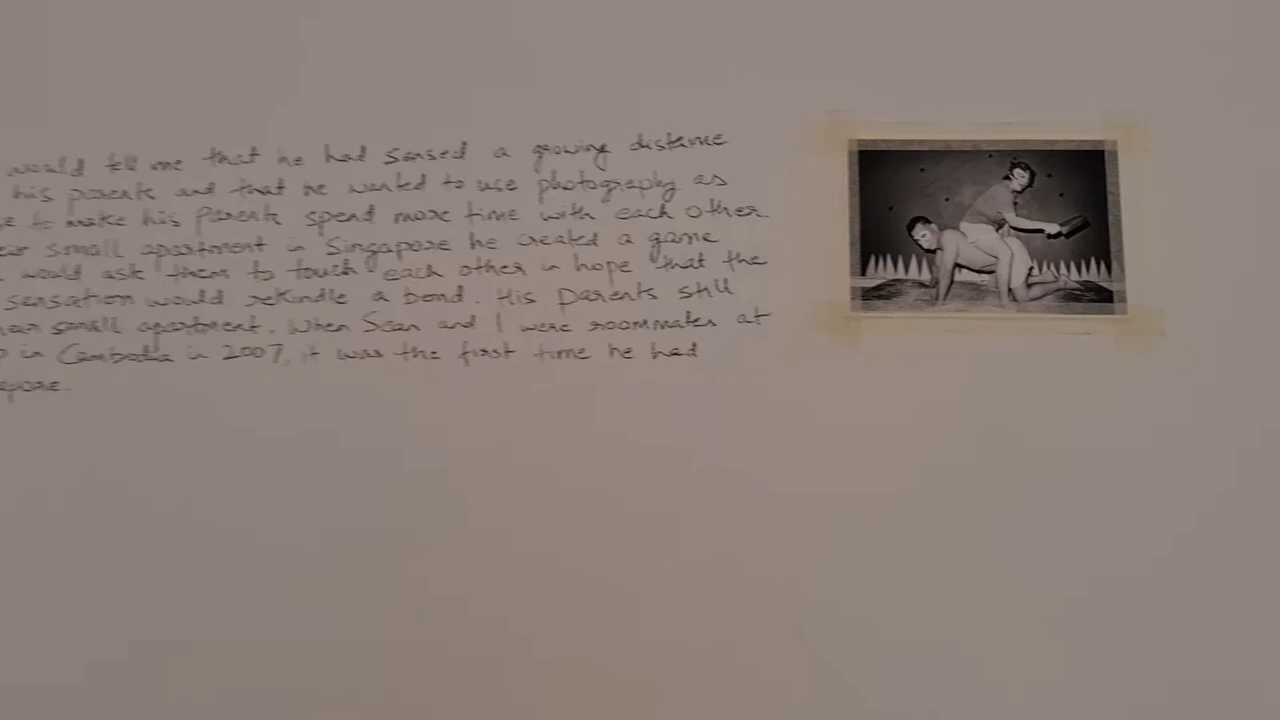 would tell me that he had sensed a growing distance
his parents and that he wanted to use photography as
to make his parents spend more time with each other.
small apartment in Singapore he created a game
would ask them to touch each other in hope that the
sensation would rekindle a bond. His parents still
small apartment. When Sean and I were roommates at
in Cambodia in 2007, it was the first time he had